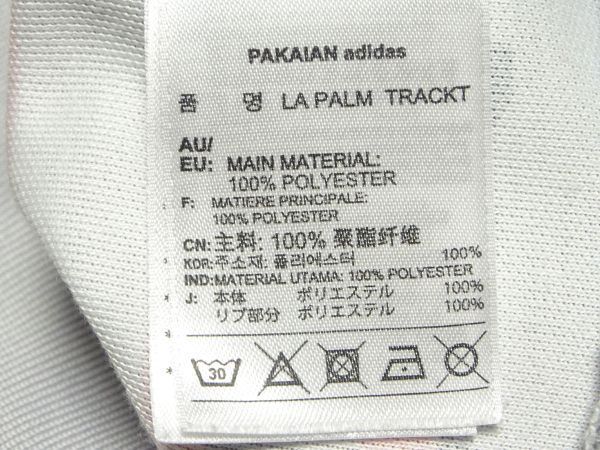 PAKAIAN adidas
품 명 LA PALM TRACKT
AU/
EU: MAIN MATERIAL:
100% POLYESTER
F: MATIERE PRINCIPALE:
100% POLYESTER
CN:主料: 100% 聚酯纤维
KOR:주소재: 폴리에스터 100%
IND:MATERIAL UTAMA: 100% POLYESTER
J: 本体 ポリエステル 100%
リブ部分 ポリエステル 100%
30